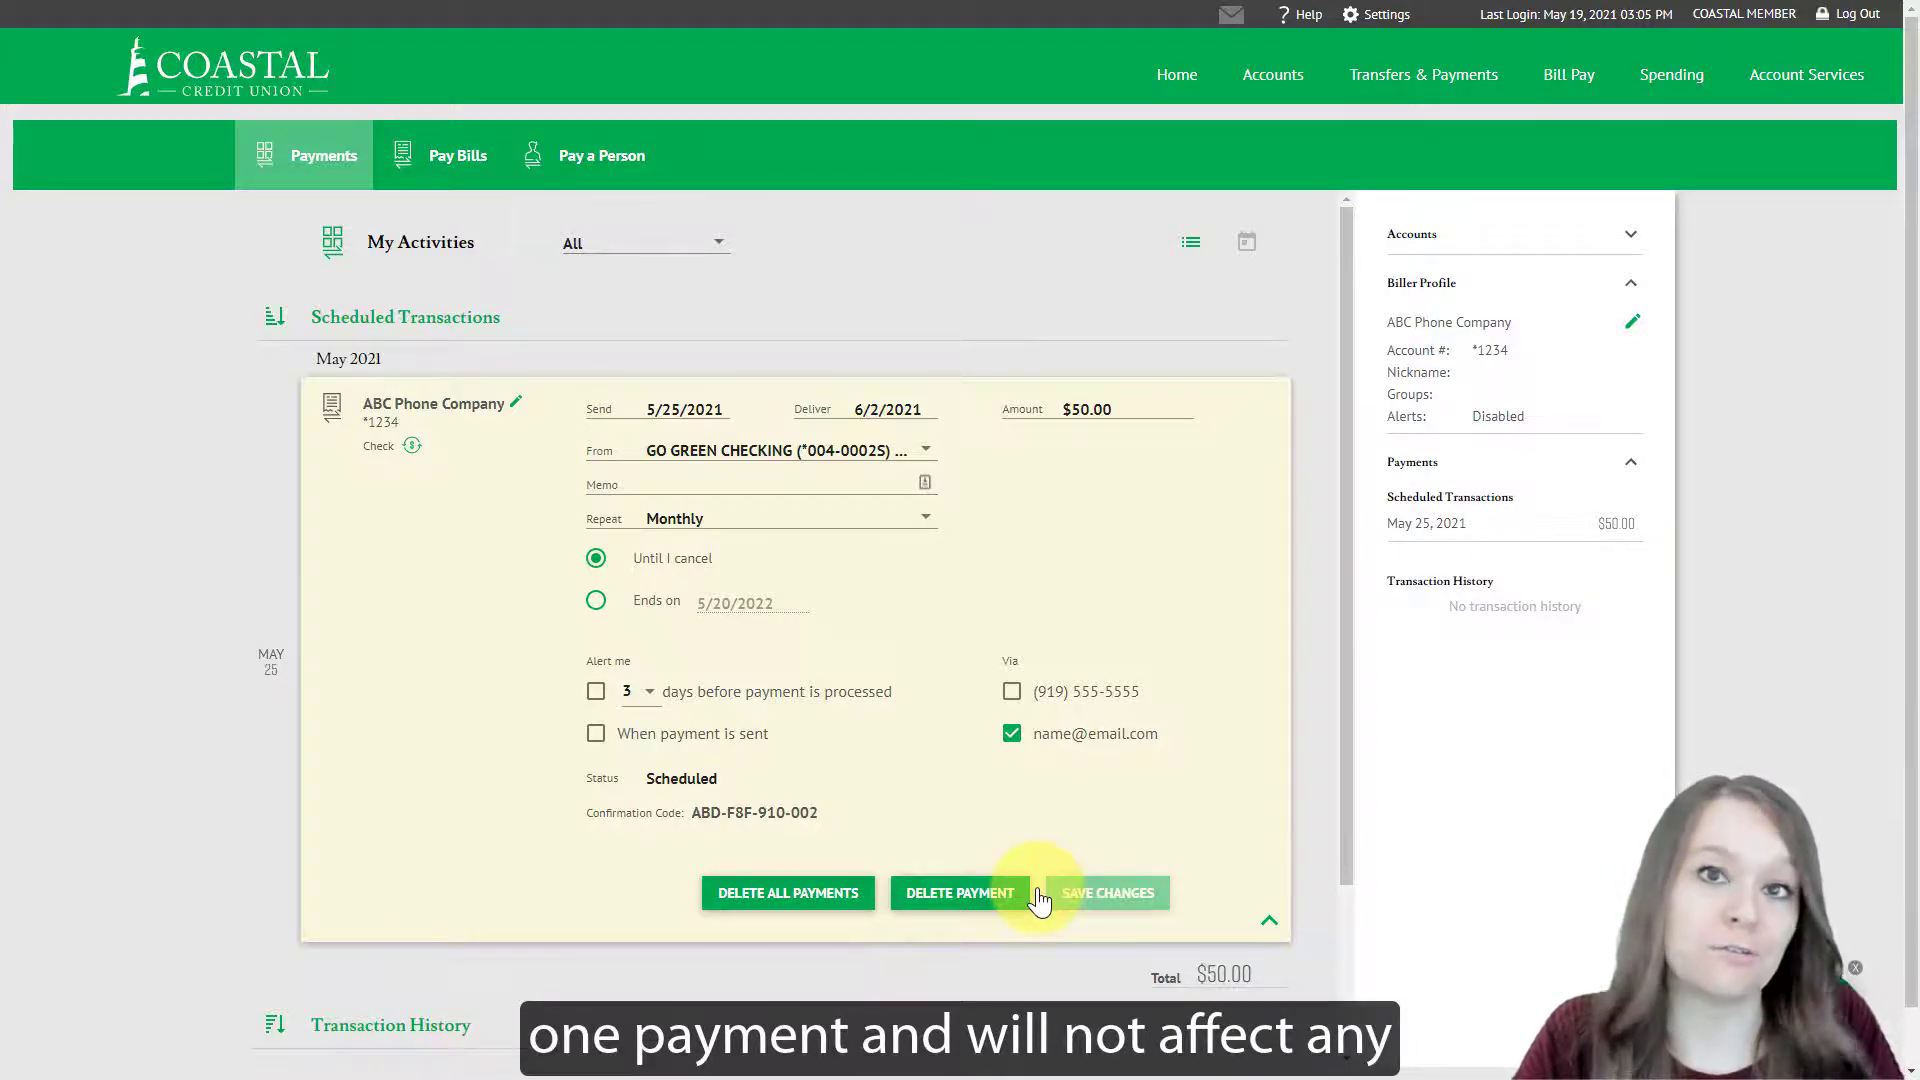 Help
Settings
Last Login: May 19, 2021 03:05 PM
COASTAL MEMBER
Log Out
COASTAL
CREDIT UNION
Home
Accounts
Transfers & Payments
Bill Pay
Spending
Account Services
Payments
Pay Bills
Pay a Person
My Activities
All
Scheduled Transactions
May 2021
ABC Phone Company
*1234
Check
Send 5/25/2021
Deliver 6/2/2021
Amount $50.00
From GO GREEN CHECKING (*004-0002S) ...
Memo
Repeat Monthly
Until I cancel
Ends on 5/20/2022
MAY
25
Alert me
3 days before payment is processed
When payment is sent
Via
(919) 555-5555
name@email.com
Status Scheduled
Confirmation Code: ABD-F8F-910-002
DELETE ALL PAYMENTS
DELETE PAYMENT
SAVE CHANGES
Total $50.00
Transaction History
Accounts
Biller Profile
ABC Phone Company
Account #: *1234
Nickname:
Groups:
Alerts: Disabled
Payments
Scheduled Transactions
May 25, 2021 $50.00
Transaction History
No transaction history
X
one payment and will not affect any